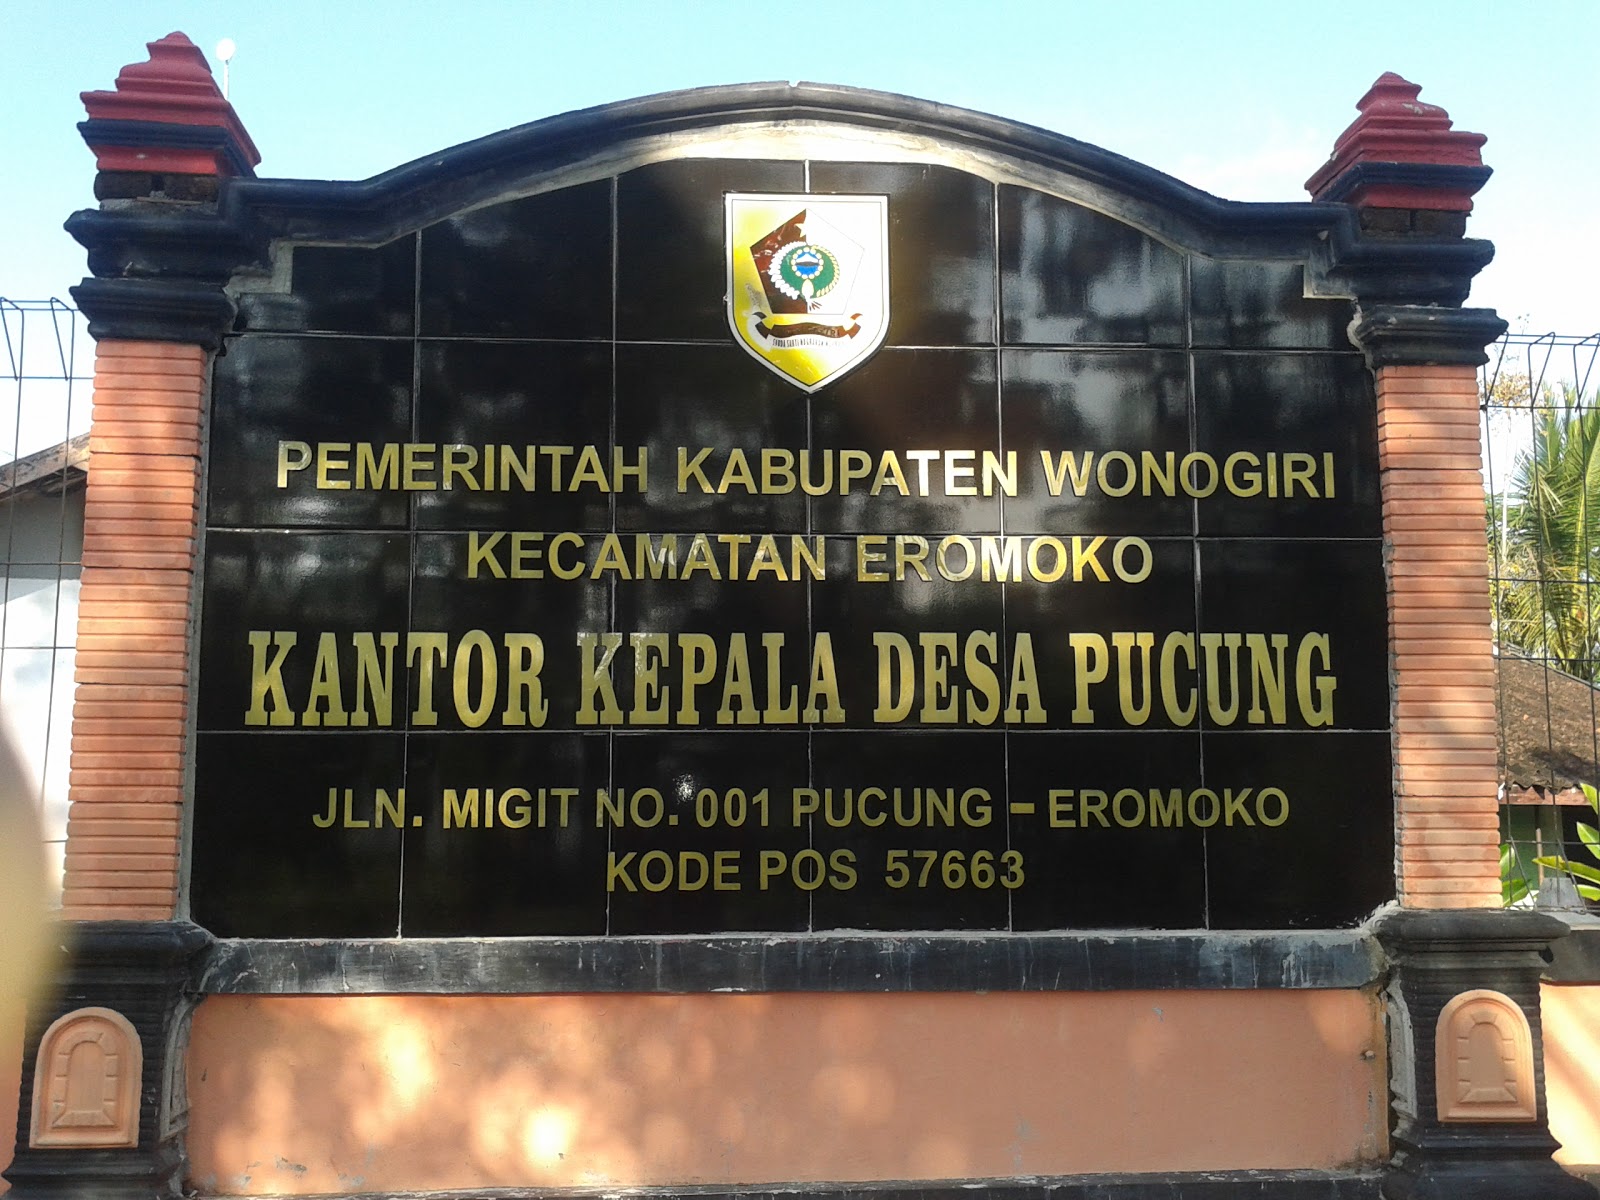 PEMERINTAH KABUPATEN WONOGIRI
KECAMATAN EROMOKO
KANTOR KEPALA DESA PUCUNG
JLN. MIGIT NO. 001 PUCUNG - EROMOKO
KODE POS 57663